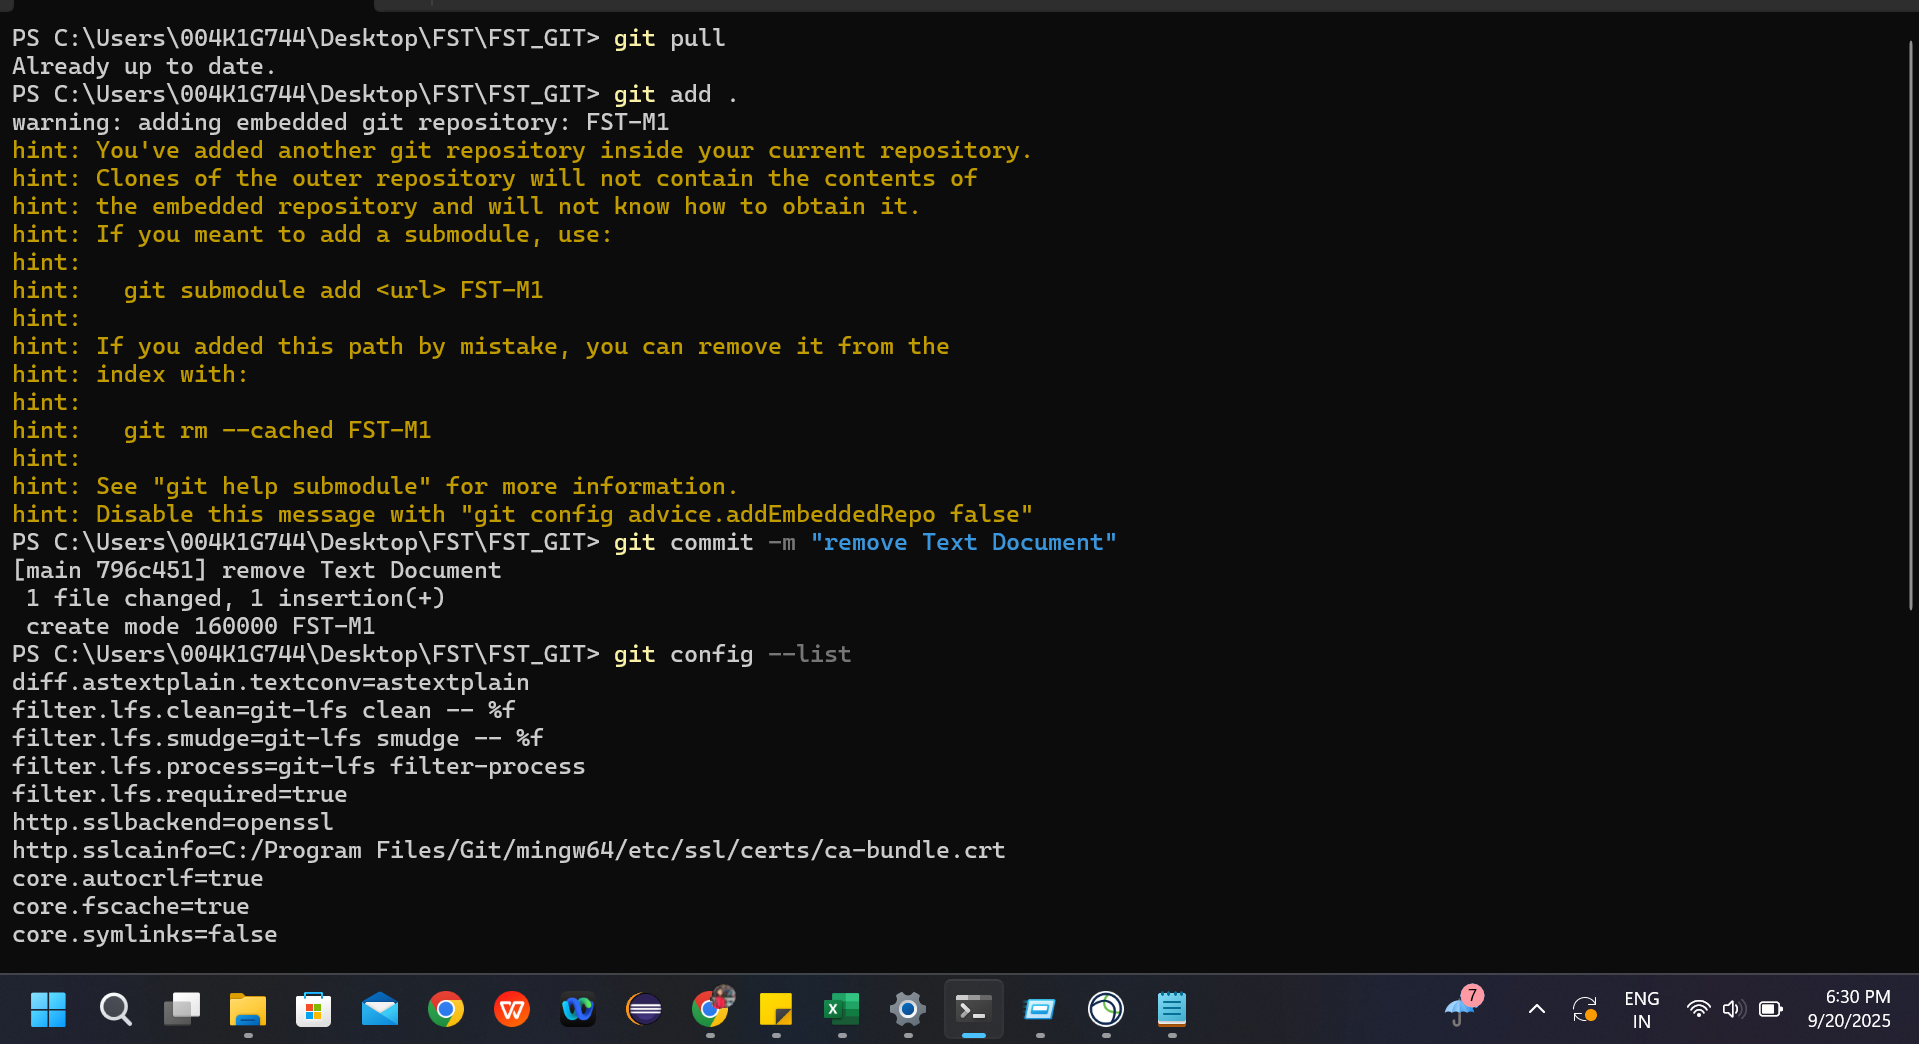 PS C:\Users\004K1G744\Desktop\FST\FST_GIT> git pull
Already up to date.
PS C:\Users\004K1G744\Desktop\FST\FST_GIT> git add .
warning: adding embedded git repository: FST-M1
hint: You've added another git repository inside your current repository.
hint: Clones of the outer repository will not contain the contents of
hint: the embedded repository and will not know how to obtain it.
hint: If you meant to add a submodule, use:
hint:
hint:   git submodule add <url> FST-M1
hint:
hint: If you added this path by mistake, you can remove it from the
hint: index with:
hint:
hint:   git rm --cached FST-M1
hint:
hint: See "git help submodule" for more information.
hint: Disable this message with "git config advice.addEmbeddedRepo false"
PS C:\Users\004K1G744\Desktop\FST\FST_GIT> git commit -m "remove Text Document"
[main 796c451] remove Text Document
 1 file changed, 1 insertion(+)
 create mode 160000 FST-M1
PS C:\Users\004K1G744\Desktop\FST\FST_GIT> git config --list
diff.astextplain.textconv=astextplain
filter.lfs.clean=git-lfs clean -- %f
filter.lfs.smudge=git-lfs smudge -- %f
filter.lfs.process=git-lfs filter-process
filter.lfs.required=true
http.sslbackend=openssl
http.sslcainfo=C:/Program Files/Git/mingw64/etc/ssl/certs/ca-bundle.crt
core.autocrlf=true
core.fscache=true
core.symlinks=false
7
ENG
IN
6:30 PM
9/20/2025